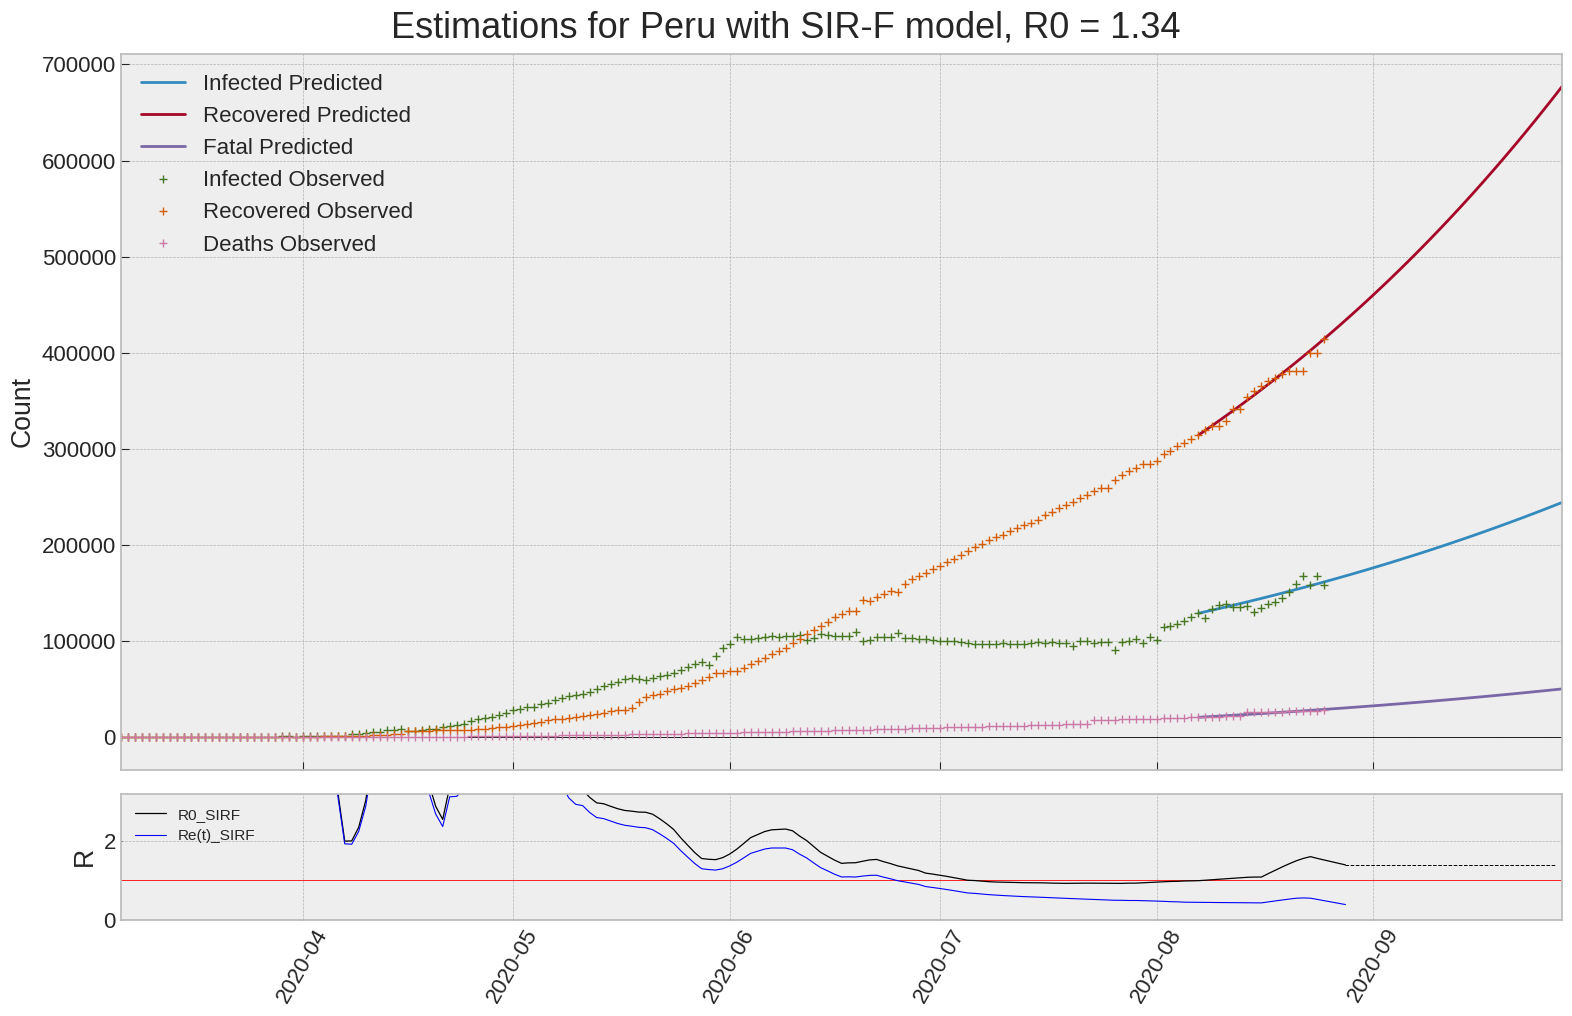 Estimations for Peru with SIR-F model, R0 = 1.34
700000
600000
500000
400000
300000
200000
100000
0
Count
Infected Predicted
Recovered Predicted
Fatal Predicted
Infected Observed
Recovered Observed
Deaths Observed
R0_SIRF
Re(t)_SIRF
2
0
R
2020-04
2020-05
2020-06
2020-07
2020-08
2020-09